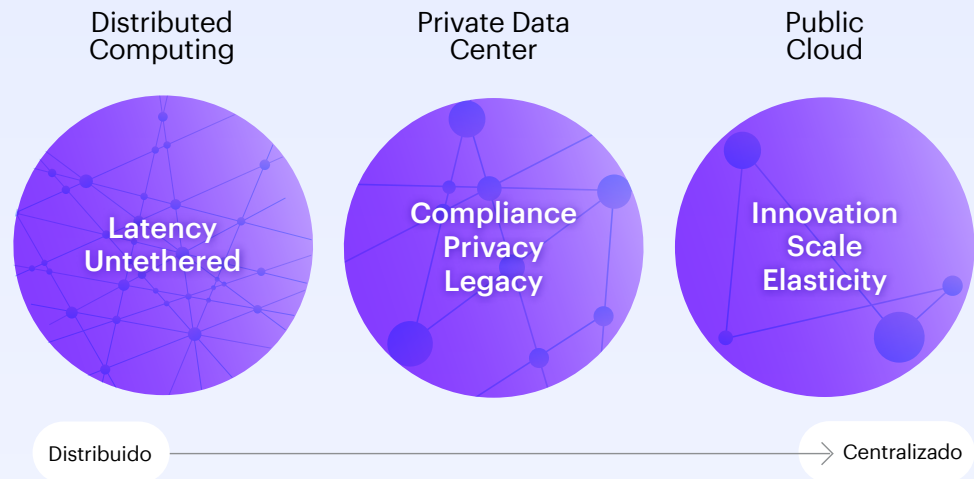 Distributed
Computing
Private Data
Center
Public
Cloud
Latency
Untethered
Compliance
Privacy
Legacy
Innovation
Scale
Elasticity
Distribuido
Centralizado